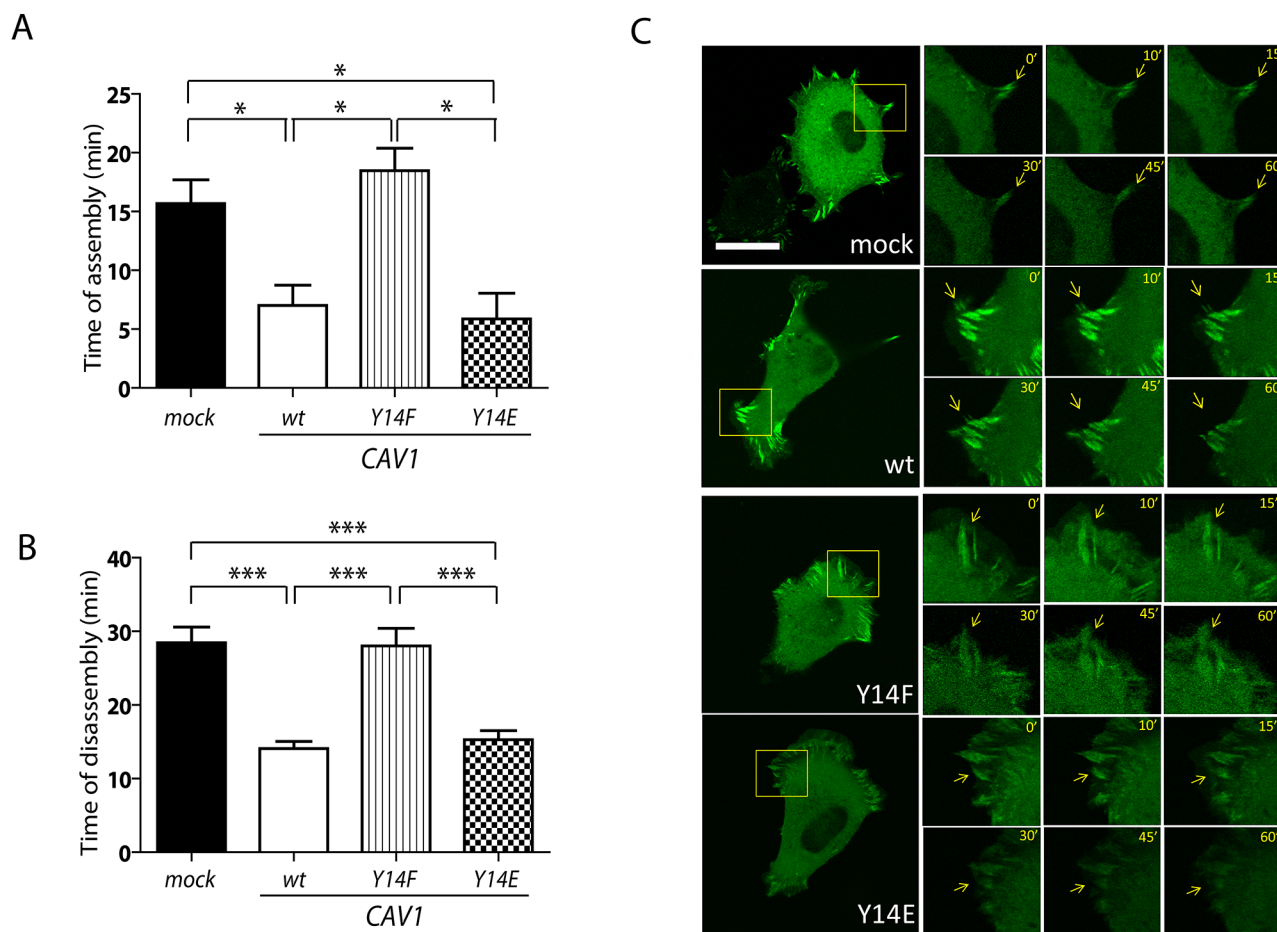 A
*
* * *
25
20
15
10
5
0
Time of assembly (min)
mock wt Y14F Y14E
CAV1
B
***
*** *** ***
40
30
20
10
0
Time of disassembly (min)
mock wt Y14F Y14E
CAV1
C
mock
0’ 10’ 15
30’ 45’ 60
wt
0’ 10’ 15
30’ 45’ 60
Y14F
0’ 10’ 15’
30’ 45’ 60’
Y14E
0’ 10’ 15’
30’ 45’ 60’